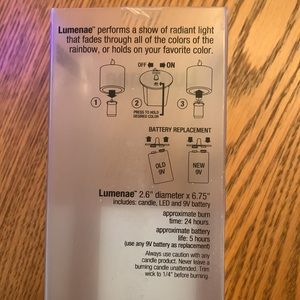 Lumenae™ performs a show of radiant light
that fades through all of the colors of the
rainbow, or holds on your favorite color.
OFF ON
1
2
3
PRESS TO HOLD
DESIRED COLOR
BATTERY REPLACEMENT
OLD
9V
NEW
9V
Lumenae™ 2.6" diameter x 6.75"
includes: candle, LED and 9V battery
approximate burn
time: 24 hours.
approximate battery
life: 5 hours
(use any 9V battery as replacement)
Always use caution with any
candle product. Never leave a
burning candle unattended. Trim
wick to 1/4" before burning.